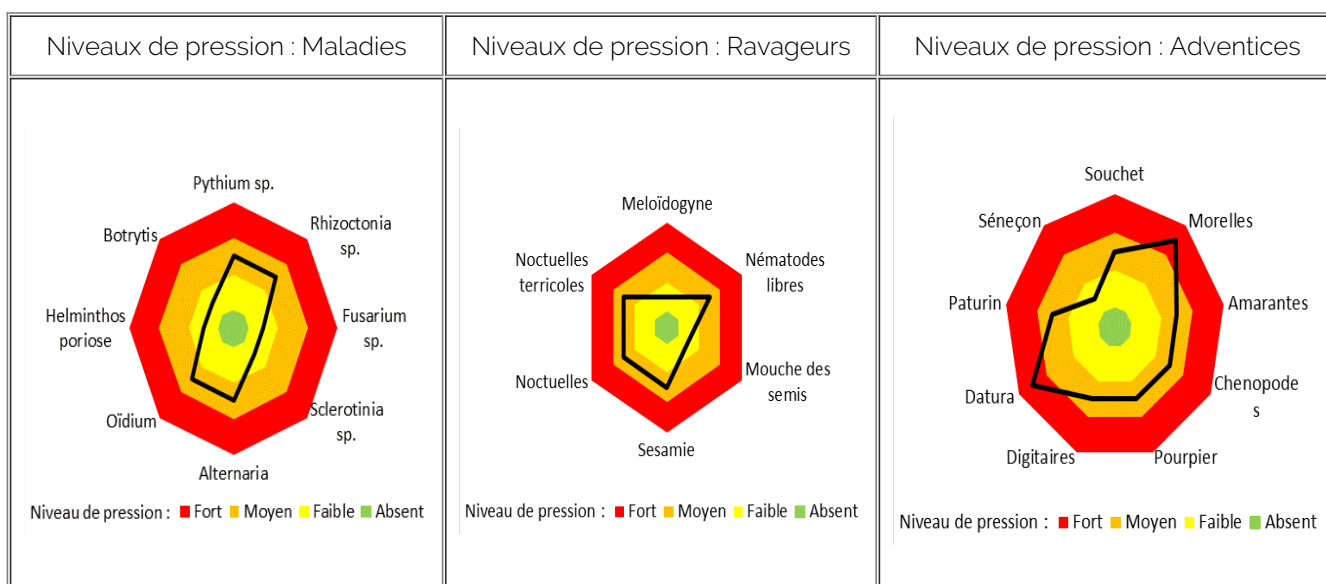 Niveaux de pression : Maladies
Niveaux de pression : Ravageurs
Niveaux de pression : Adventices
Pythium sp.
Rhizoctonia
sp.
Fusarium
sp.
Sclerotinia
sp.
Alternaria
Oïdium
Helminthos
poriose
Botrytis
Niveau de pression : Fort Moyen Faible Absent
Meloïdogyne
Nématodes
libres
Mouche des
semis
Sesamie
Noctuelles
Noctuelles
terricoles
Niveau de pression : Fort Moyen Faible Absent
Souchet
Morelles
Amarantes
Chenopode
s
Pourpier
Digitaires
Datura
Paturin
Séneçon
Niveau de pression : Fort Moyen Faible Absent